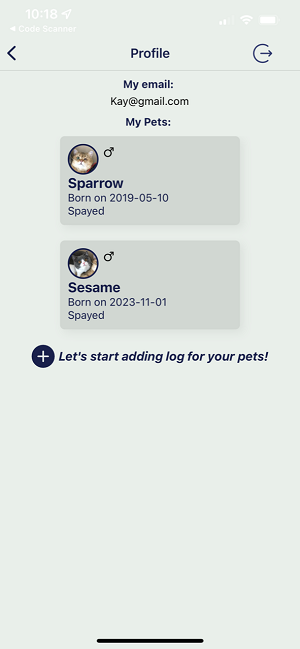 10:18
Code Scanner
Profile
My email:
Kay@gmail.com
My Pets:
Sparrow
Born on 2019-05-10
Spayed
Sesame
Born on 2023-11-01
Spayed
Let's start adding log for your pets!